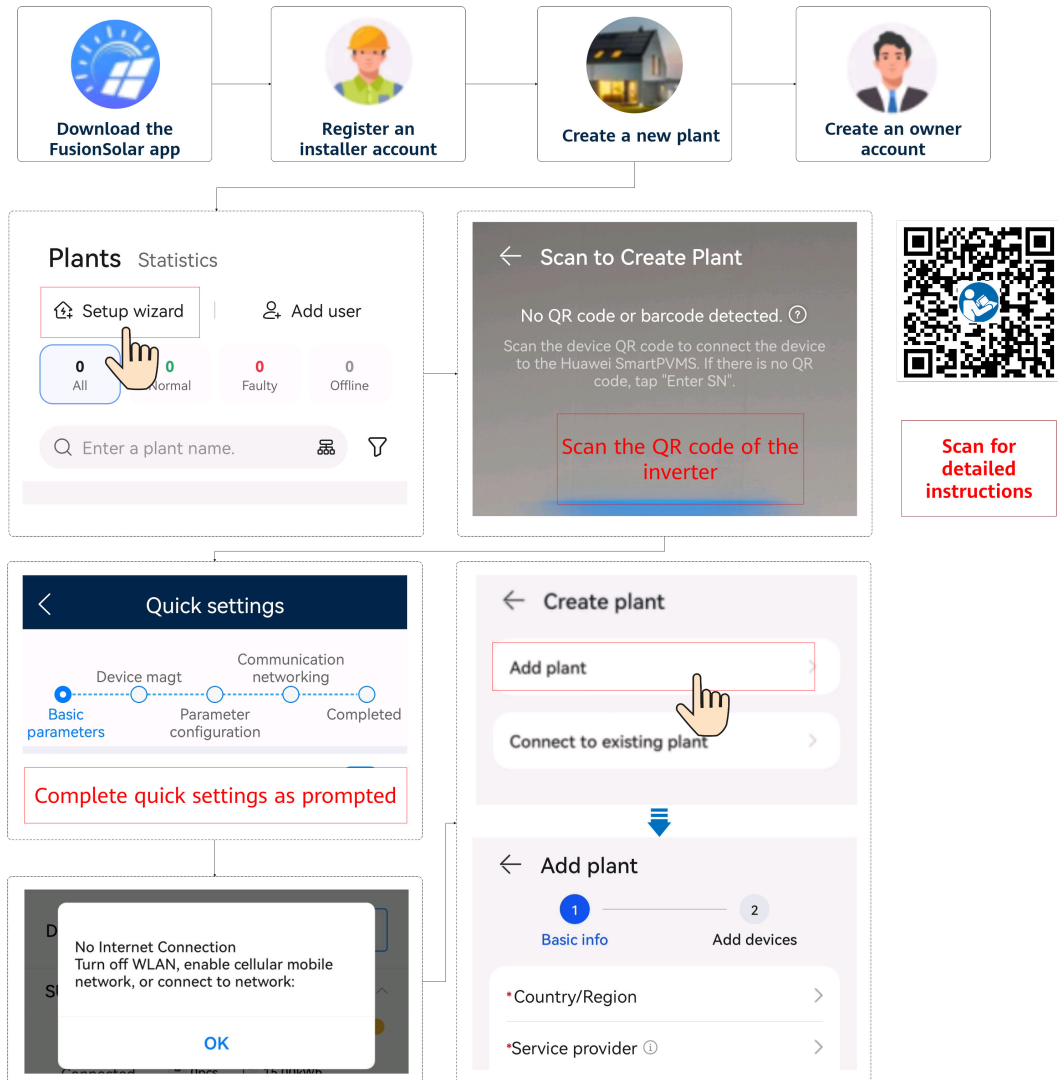 Download the
FusionSolar app
Register an
installer account
Create a new plant
Create an owner
account
Plants Statistics
Setup wizard
Add user
0
All
0
Normal
0
Faulty
0
Offline
Enter a plant name.
Scan to Create Plant
No QR code or barcode detected.
Scan the device QR code to connect the device
to the Huawei SmartPVMS. If there is no QR
code, tap "Enter SN".
Scan the QR code of the
inverter
Scan for
detailed
instructions
Quick settings
Device magt
Communication
networking
Basic
parameters
Parameter
configuration
Completed
Complete quick settings as prompted
No Internet Connection
Turn off WLAN, enable cellular mobile
network, or connect to network:
OK
Create plant
Add plant
Connect to existing plant
Add plant
1
Basic info
2
Add devices
*Country/Region
*Service provider